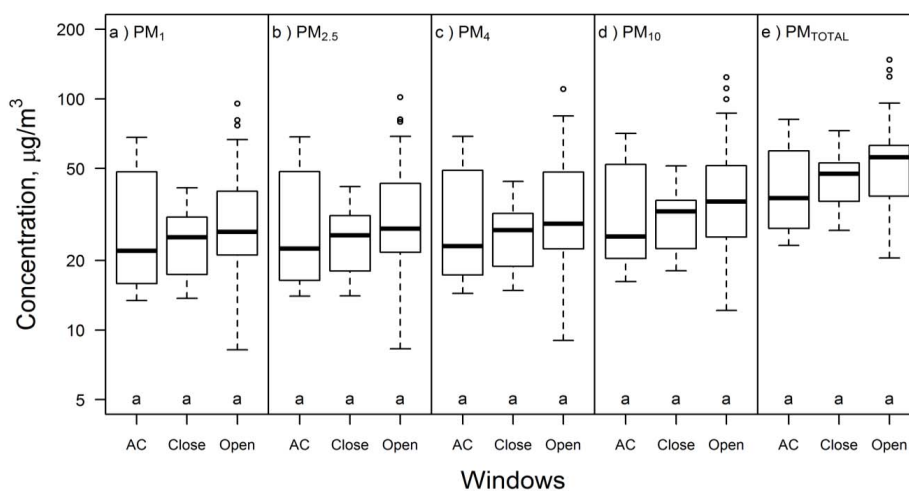 a ) PM₁ b ) PM₂.₅ c ) PM₄ d ) PM₁₀ e ) PM_TOTAL
200
100
50
20
10
5
Concentration, µg/m³
a a a a a a a a a a a a a a a
AC Close Open AC Close Open AC Close Open AC Close Open AC Close Open
Windows